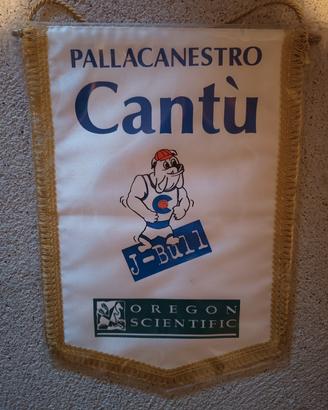 PALLACANESTRO
Cantù
C
J-Bull
OREGON
SCIENTIFIC